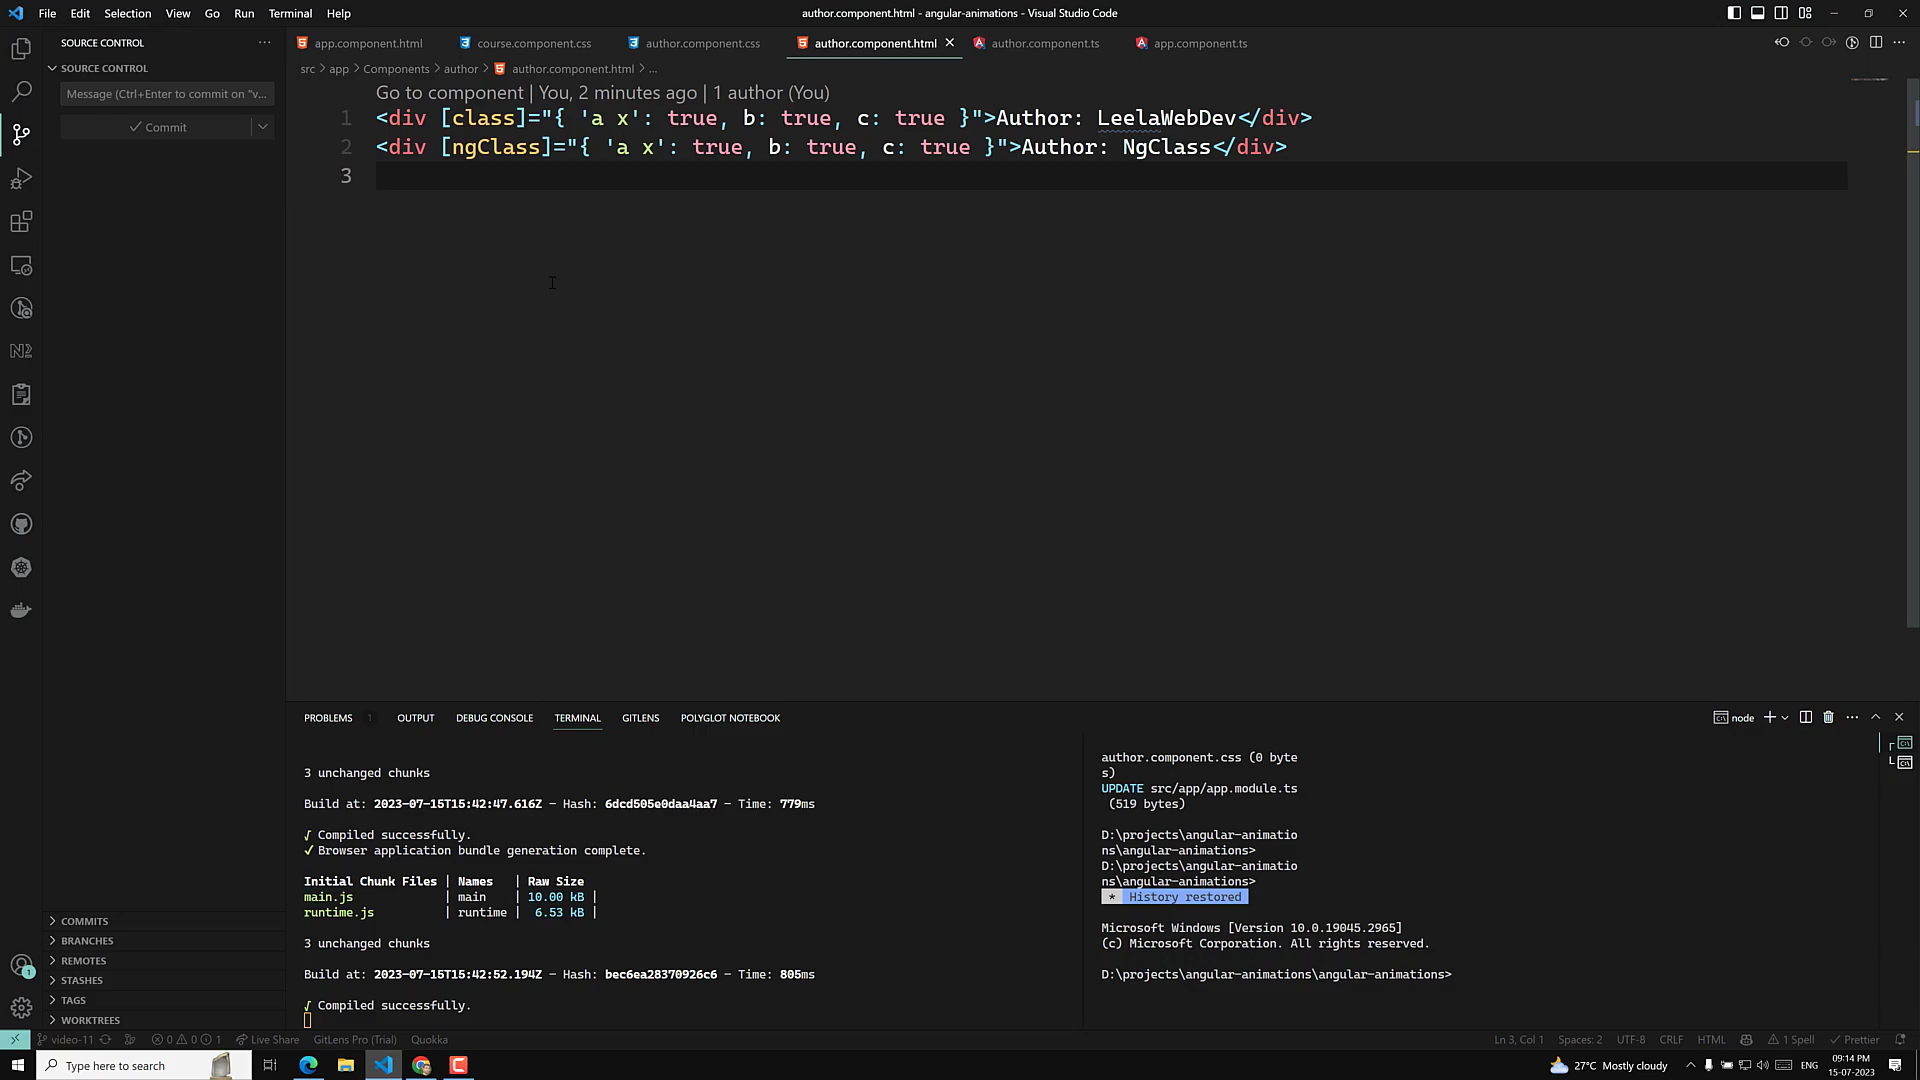 File Edit Selection View Go Run Terminal Help
author.component.html - angular-animations - Visual Studio Code
SOURCE CONTROL
app.component.html course.component.css author.component.css author.component.html author.component.ts app.component.ts
SOURCE CONTROL
src > app > Components > author > author.component.html > ...
Message (Ctrl+Enter to commit on "v...
Commit
Go to component | You, 2 minutes ago | 1 author (You)
1 <div [class]="{ 'a x': true, b: true, c: true }">Author: LeelaWebDev</div>
2 <div [ngClass]="{ 'a x': true, b: true, c: true }">Author: NgClass</div>
3
PROBLEMS 1 OUTPUT DEBUG CONSOLE TERMINAL GITLENS POLYGLOT NOTEBOOK
node
3 unchanged chunks
Build at: 2023-07-15T15:42:47.616Z - Hash: 6dcd505e0daa4aa7 - Time: 779ms
√ Compiled successfully.
✓ Browser application bundle generation complete.
Initial Chunk Files | Names | Raw Size
main.js | main | 10.00 kB |
runtime.js | runtime | 6.53 kB |
3 unchanged chunks
Build at: 2023-07-15T15:42:52.194Z - Hash: bec6ea28370926c6 - Time: 805ms
√ Compiled successfully.
author.component.css (0 byte
s)
UPDATE src/app/app.module.ts
(519 bytes)
D:\projects\angular-animatio
ns\angular-animations>
D:\projects\angular-animatio
ns\angular-animations>
* History restored
Microsoft Windows [Version 10.0.19045.2965]
(c) Microsoft Corporation. All rights reserved.
D:\projects\angular-animations\angular-animations>
COMMITS
BRANCHES
REMOTES
STASHES
TAGS
WORKTREES
1
video-11 0 0 1 Live Share GitLens Pro (Trial) Quokka
Ln 3, Col 1 Spaces: 2 UTF-8 CRLF HTML 1 Spell Prettier
Type here to search
27°C Mostly cloudy
ENG
09:14 PM
15-07-2023